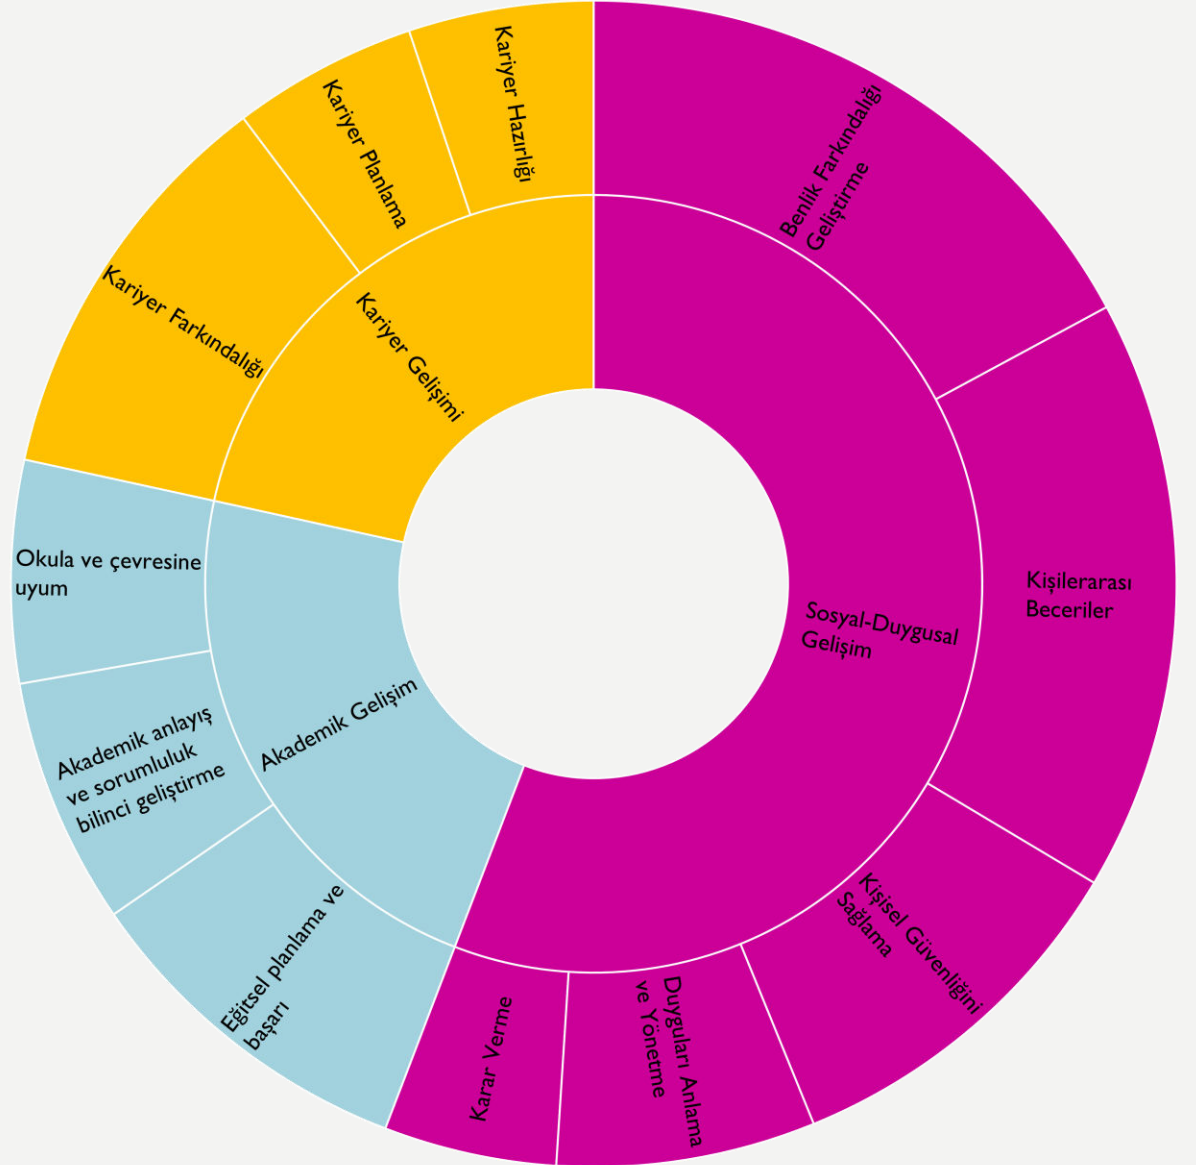 Kariyer Hazırlığı
Kariyer Planlama
Kariyer Farkındalığı
Kariyer Gelişimi
Benlik Farkındalığı
Geliştirme
Kişilerarası
Beceriler
Sosyal-Duygusal
Gelişim
Kişisel Güvenliğini
Sağlama
Duyguları Anlama
ve Yönetme
Karar Verme
Okula ve çevresine
uyum
Akademik anlayış
ve sorumluluk
bilinci geliştirme
Akademik Gelişim
Eğitsel planlama ve
başarı